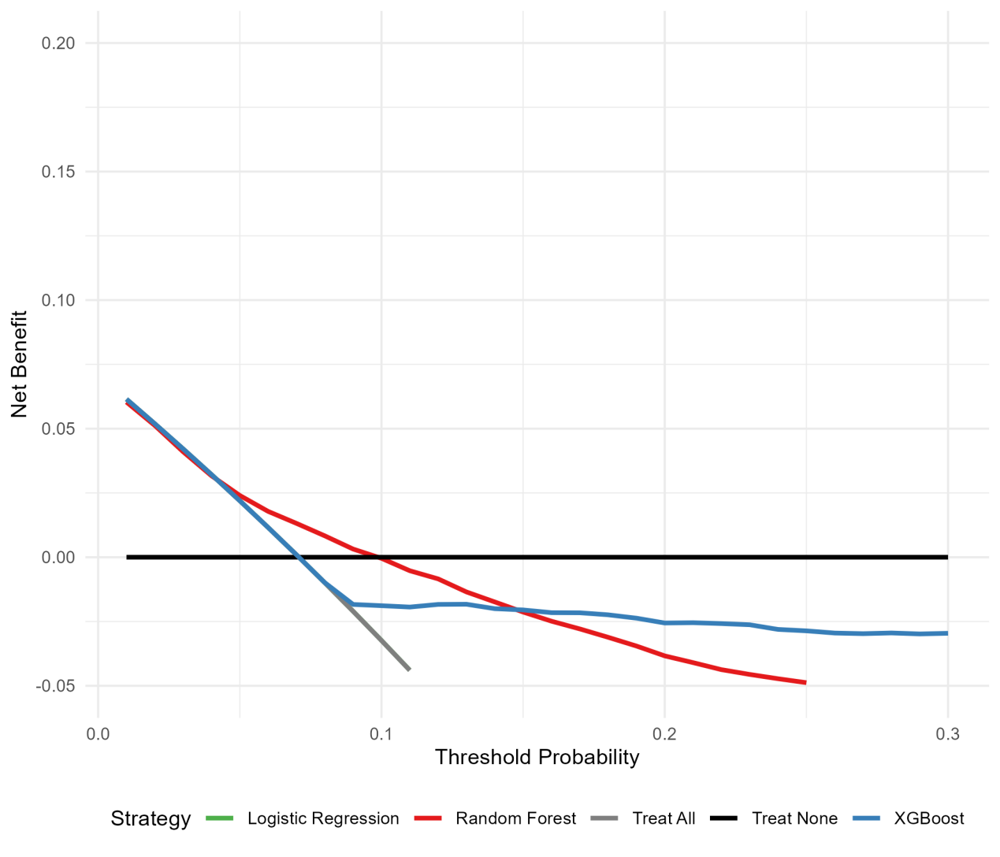 0.20
0.15
0.10
0.05
0.00
-0.05
Net Benefit
0.0 0.1 0.2 0.3
Threshold Probability
Strategy Logistic Regression Random Forest Treat All Treat None XGBoost